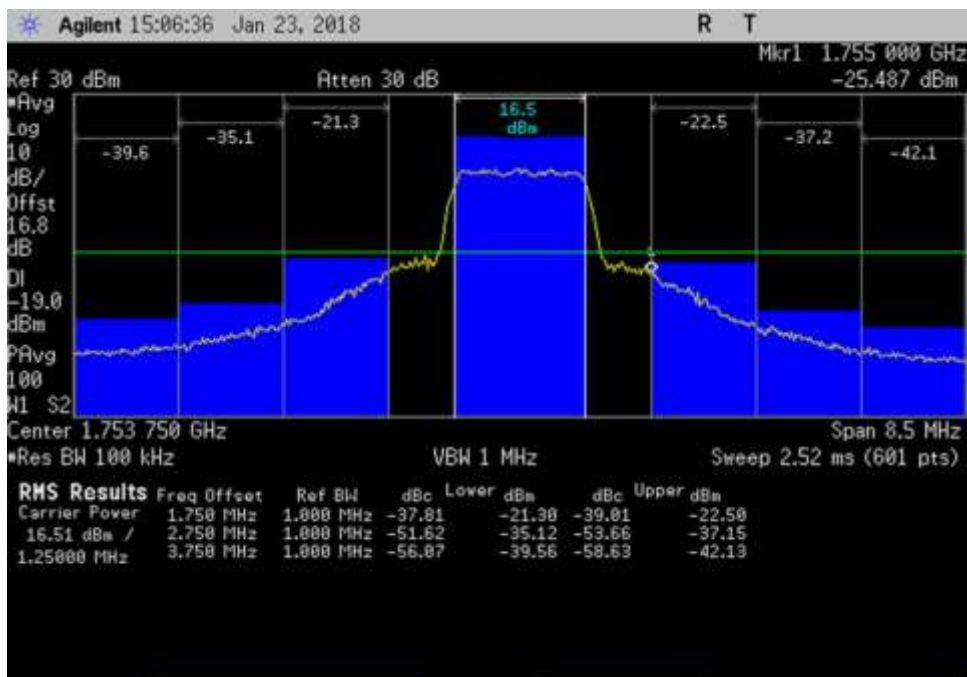 Agilent 15:06:36 Jan 23, 2018 R T
Mkr1 1.755 000 GHz
Ref 30 dBm Atten 30 dB -25.487 dBm
*Avg
Log
10
dB/
Offst
16.8
dB
DI
-19.0
dBm
PAvg
100
W1 S2
-39.6 -35.1 -21.3 16.5 dBm -22.5 -37.2 -42.1
1
Center 1.753 750 GHz Span 8.5 MHz
*Res BW 100 kHz VBW 1 MHz Sweep 2.52 ms (601 pts)
RMS Results Freq Offset Ref BW dBc Lower dBm dBc Upper dBm
Carrier Power 1.750 MHz 1.000 MHz -37.81 -21.30 -39.01 -22.50
16.51 dBm / 2.750 MHz 1.000 MHz -51.62 -35.12 -53.66 -37.15
1.25000 MHz 3.750 MHz 1.000 MHz -56.07 -39.56 -58.63 -42.13